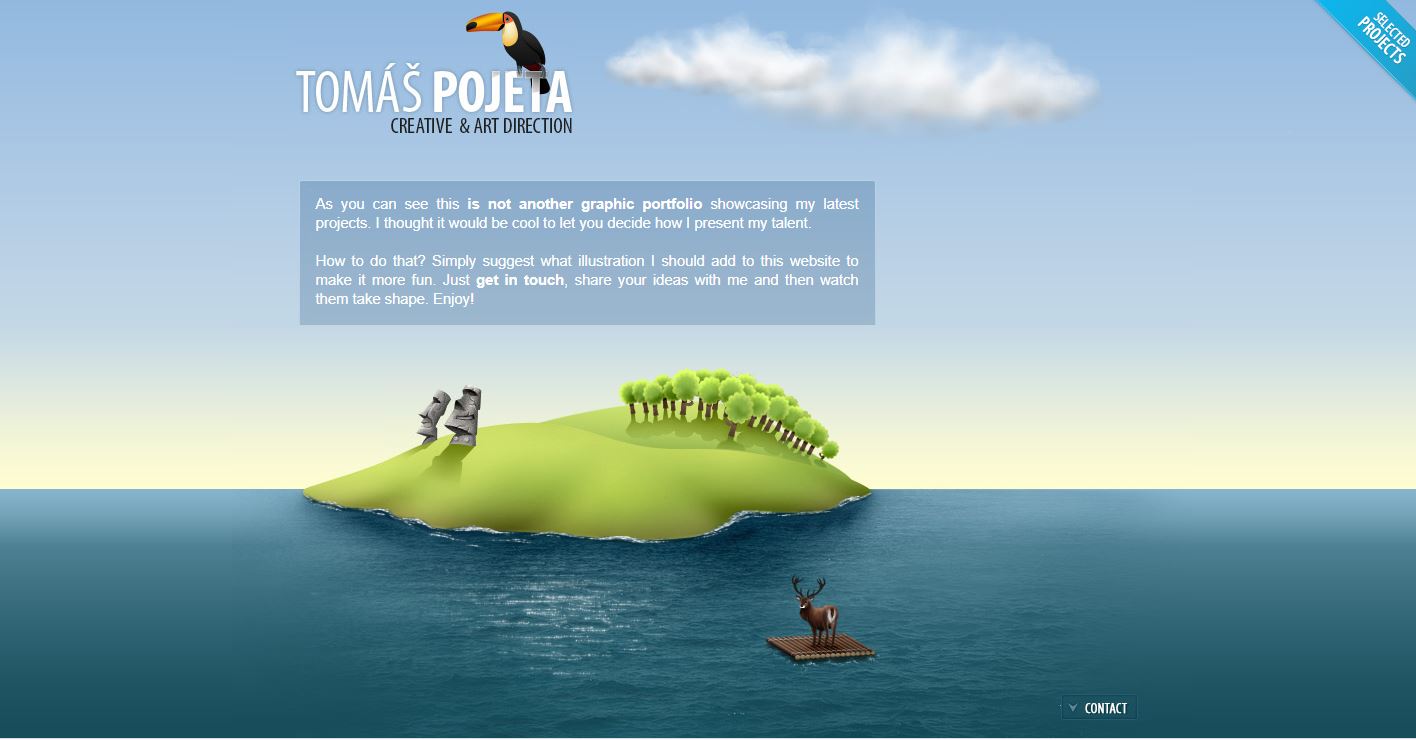 SELECTED
PROJECTS
TOMÁŠ POJETA
CREATIVE & ART DIRECTION
As you can see this is not another graphic portfolio showcasing my latest
projects. I thought it would be cool to let you decide how I present my talent.
How to do that? Simply suggest what illustration I should add to this website to
make it more fun. Just get in touch, share your ideas with me and then watch
them take shape. Enjoy!
CONTACT